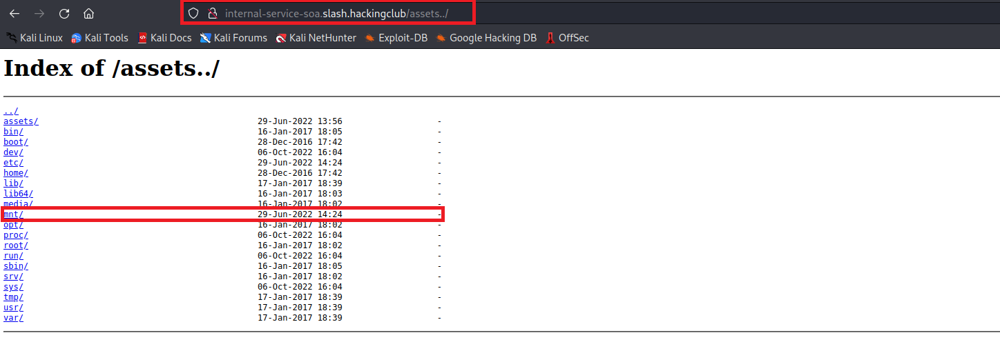 internal-service-soa.slash.hackingclub/assets../
Kali Linux Kali Tools Kali Docs Kali Forums Kali NetHunter Exploit-DB Google Hacking DB OffSec
Index of /assets../
../
assets/ 29-Jun-2022 13:56 -
bin/ 16-Jan-2017 18:05 -
boot/ 28-Dec-2016 17:42 -
dev/ 06-Oct-2022 16:04 -
etc/ 29-Jun-2022 14:24 -
home/ 28-Dec-2016 17:42 -
lib/ 17-Jan-2017 18:39 -
lib64/ 16-Jan-2017 18:03 -
media/ 16-Jan-2017 18:02 -
mnt/ 29-Jun-2022 14:24 -
opt/ 16-Jan-2017 18:02 -
proc/ 06-Oct-2022 16:04 -
root/ 16-Jan-2017 18:02 -
run/ 06-Oct-2022 16:04 -
sbin/ 16-Jan-2017 18:05 -
srv/ 16-Jan-2017 18:02 -
sys/ 06-Oct-2022 16:04 -
tmp/ 17-Jan-2017 18:39 -
usr/ 17-Jan-2017 18:39 -
var/ 17-Jan-2017 18:39 -